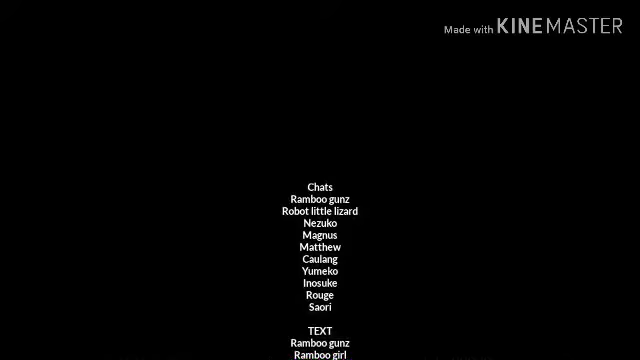 Made with KINEMASTER
Chats
Ramboo gunz
Robot little lizard
Nezuko
Magnus
Matthew
Caulang
Yumeko
Inosuke
Rouge
Saori
TEXT
Ramboo gunz
Ramboo girl